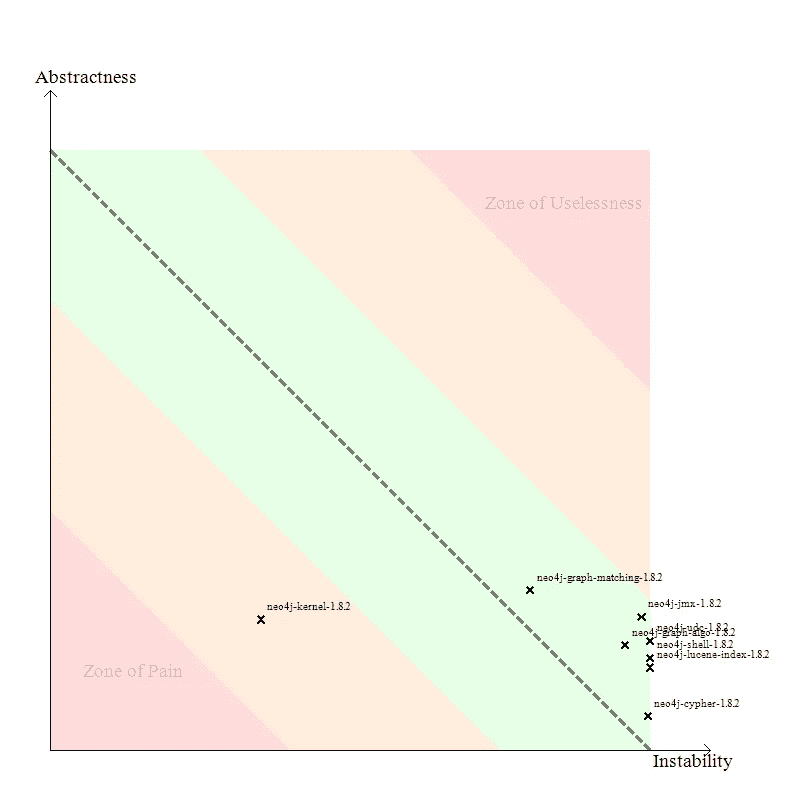 Abstractness
Zone of Uselessness
neo4j-graph-matching-1.8.2
neo4j-jmx-1.8.2
neo4j-kernel-1.8.2
neo4j-udc-1.8.2
neo4j-graph-algo-1.8.2
neo4j-shell-1.8.2
neo4j-lucene-index-1.8.2
Zone of Pain
neo4j-cypher-1.8.2
Instability